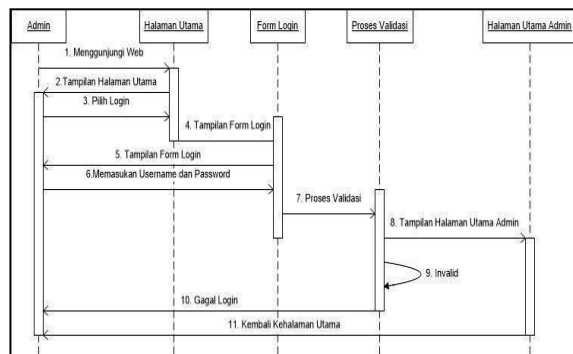 Admin
Halaman Utama
Form Login
Proses Validasi
Halaman Utama Admin
1. Menggunjungi Web
2.Tampilan Halaman Utama
3. Pilih Login
4. Tampilan Form Login
5. Tampilan Form Login
6.Memasukan Username dan Password
7. Proses Validasi
8. Tampilan Halaman Utama Admin
9. Invalid
10. Gagal Login
11. Kembali Kehalaman Utama